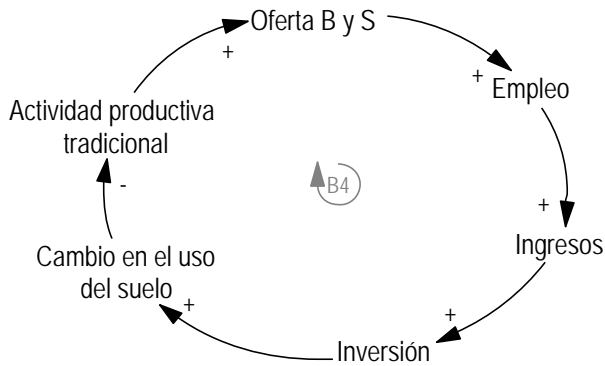 Oferta B y S
+
+
Empleo
Actividad productiva
tradicional
-
B4
+
Ingresos
Cambio en el uso
del suelo
+
+
Inversión